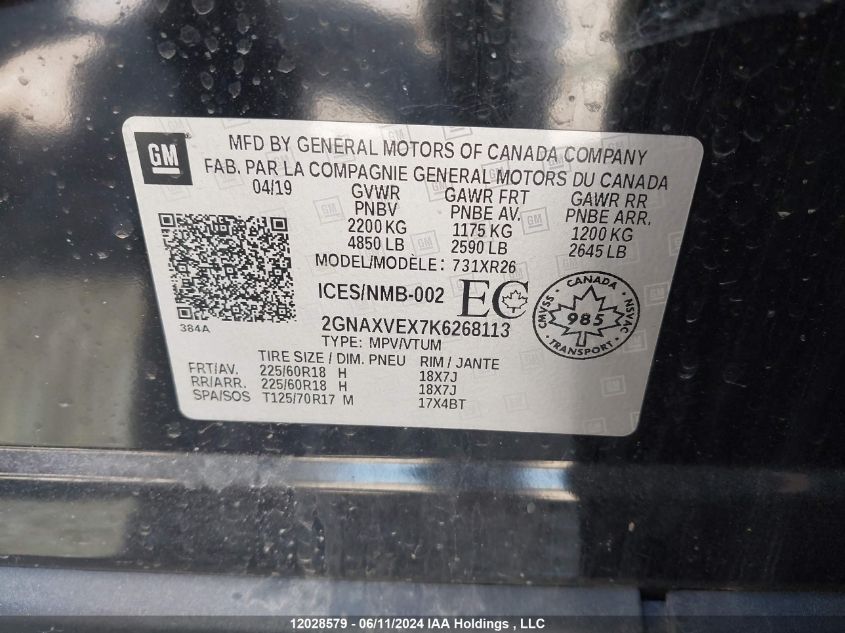 GM
MFD BY GENERAL MOTORS OF CANADA COMPANY
FAB. PAR LA COMPAGNIE GENERAL MOTORS DU CANADA
04/19 GVWR GAWR FRT GAWR RR
PNBV PNBE AV. PNBE ARR.
2200 KG 1175 KG 1200 KG
4850 LB 2590 LB 2645 LB
MODEL/MODÈLE: 731XR26
ICES/NMB-002 EC
384A
2GNAXVEX7K6268113
TYPE: MPV/VTUM
CANADA
CMVSS 985 NSVAC
TRANSPORT
TIRE SIZE / DIM. PNEU RIM / JANTE
FRT/AV. 225/60R18 H 18X7J
RR/ARR. 225/60R18 H 18X7J
SPA/SOS T125/70R17 M 17X4BT
12028579 - 06/11/2024 IAA Holdings , LLC